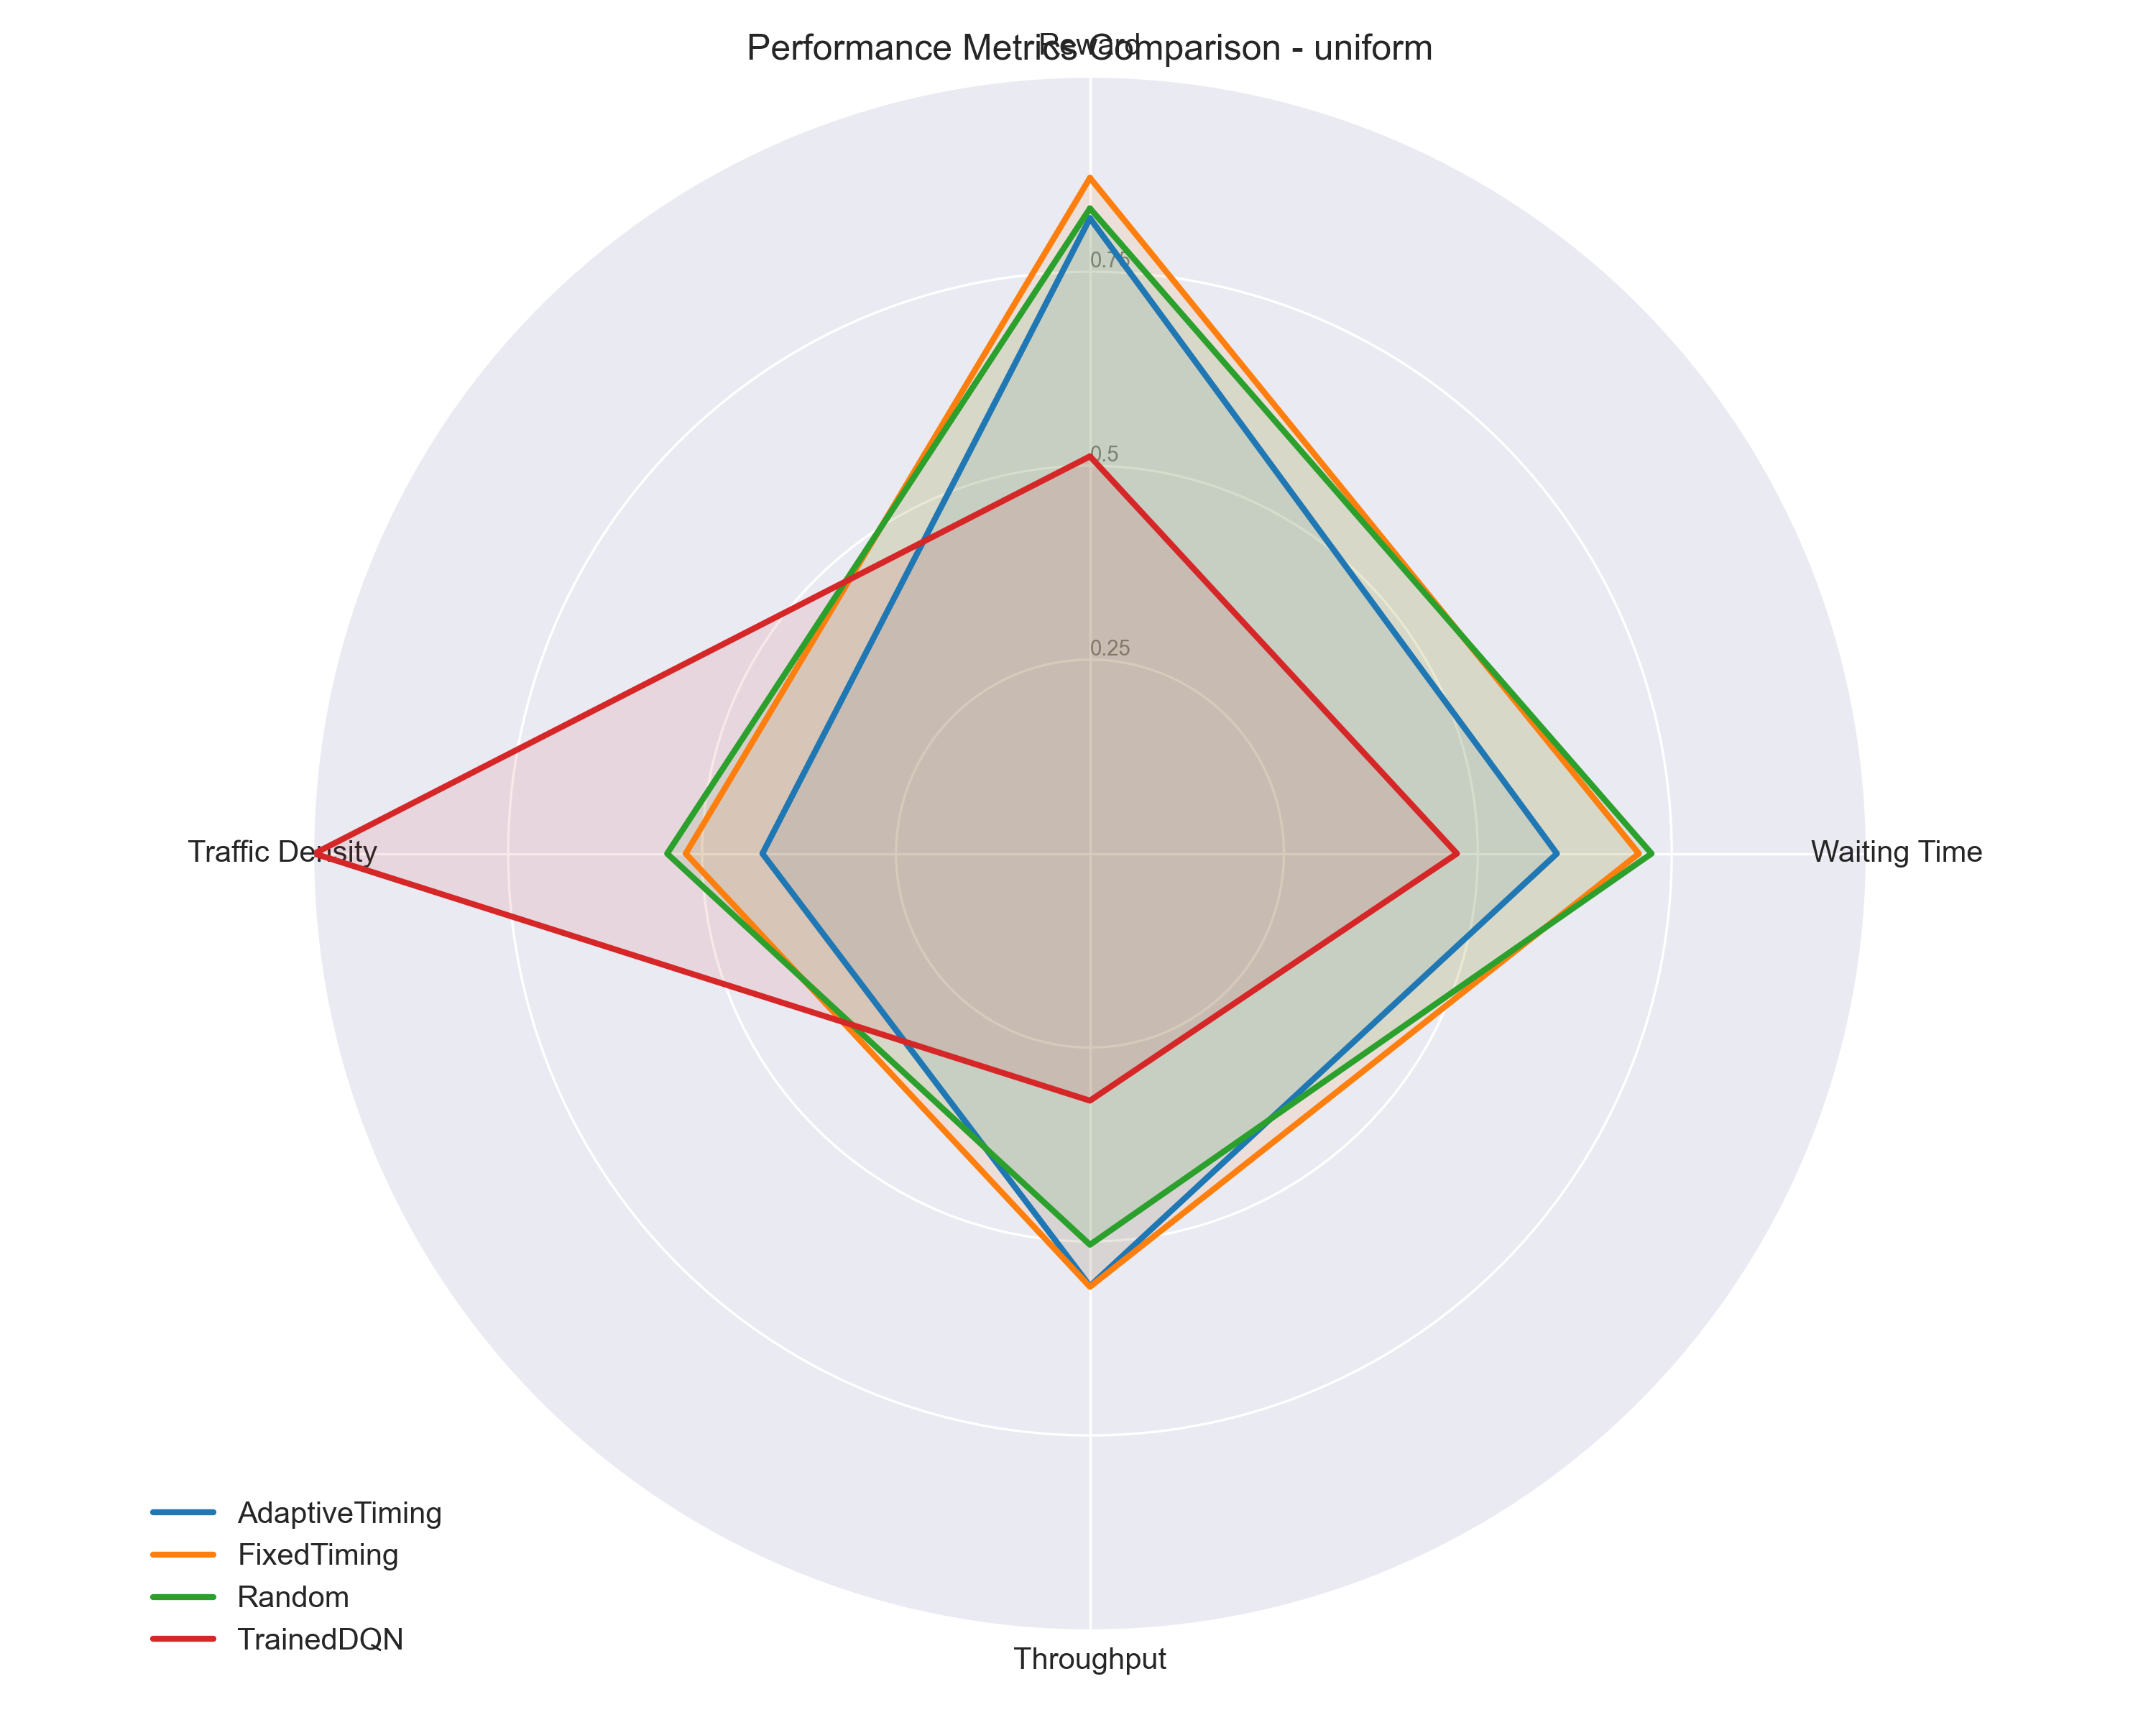 Reward
Performance Metrics Comparison - uniform
0.75
0.5
0.25
Traffic Density
Waiting Time
AdaptiveTiming
FixedTiming
Random
TrainedDQN
Throughput